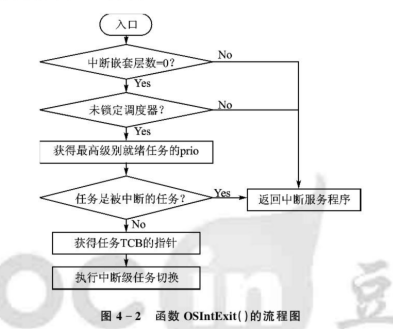 入口
中断嵌套层数=0?
No
Yes
未锁定调度器?
No
Yes
获得最高级别就绪任务的prio
任务是被中断的任务?
Yes
返回中断服务程序
No
获得任务TCB的指针
执行中断级任务切换
图 4-2 函数 OSIntExit()的流程图
豆